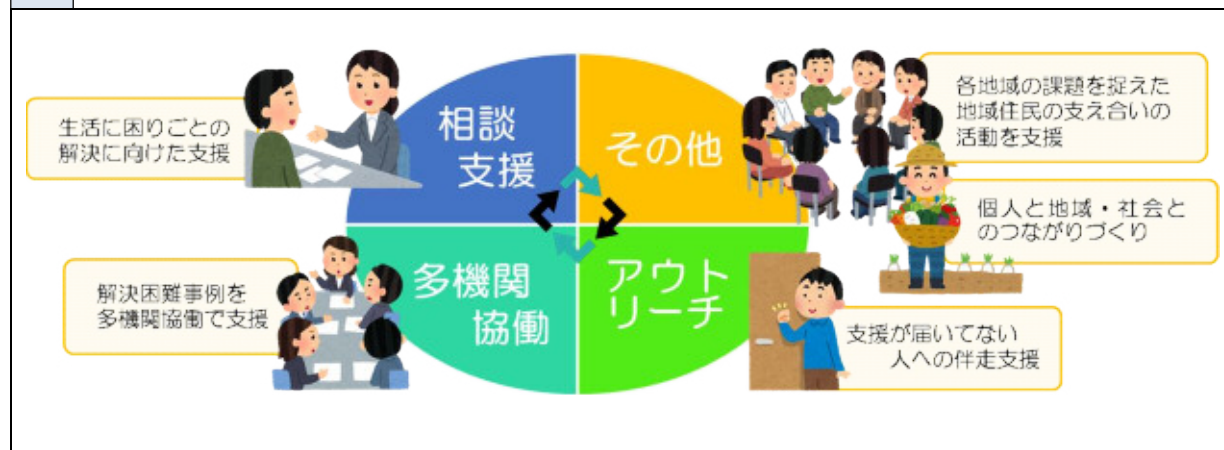 生活に困りごとの
解決に向けた支援
相談
支援
その他
各地域の課題を捉えた
地域住民の支え合いの
活動を支援
個人と地域・社会と
のつながりづくり
解決困難事例を
多機関協働で支援
多機関
協働
アウト
リーチ
支援が届いてない
人への伴走支援